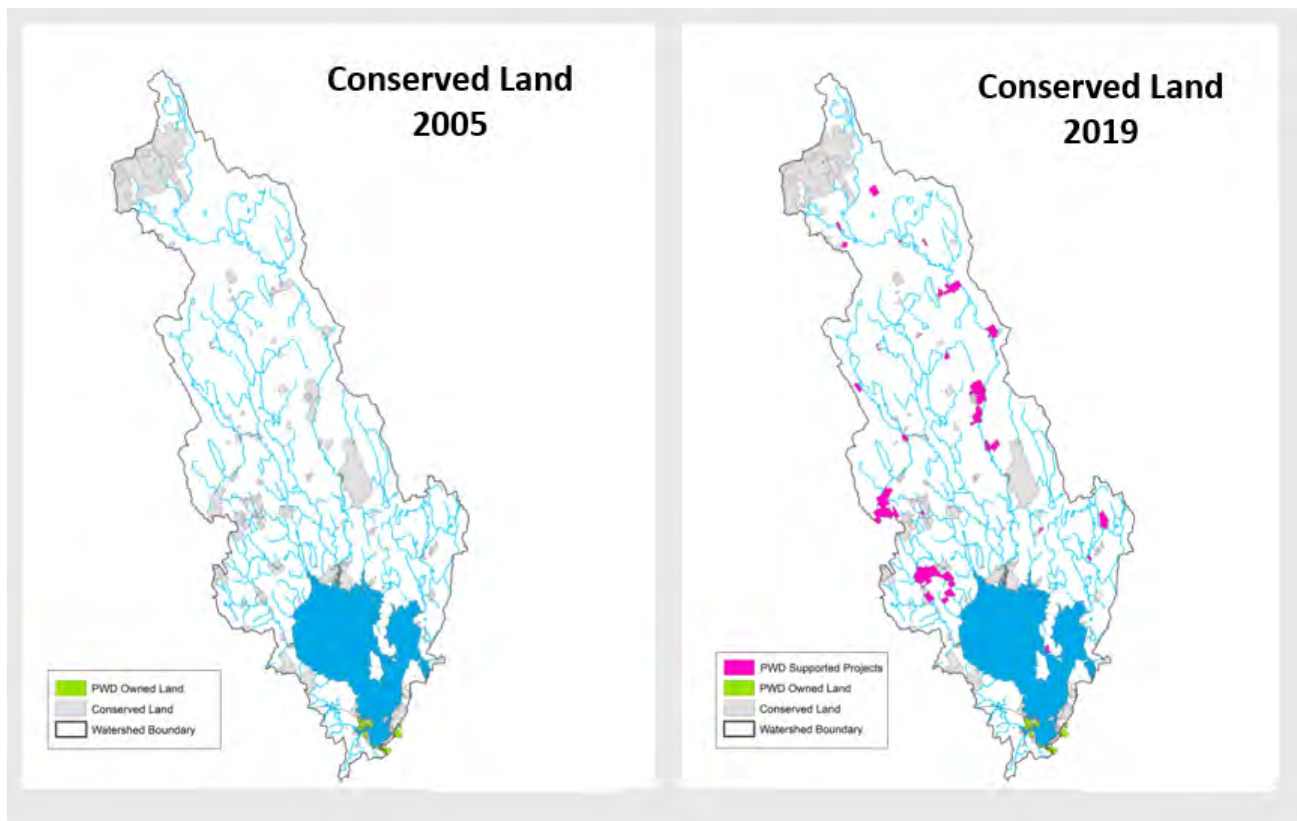 Conserved Land
2005
PWD Owned Land
Conserved Land
Watershed Boundary
Conserved Land
2019
PWD Supported Projects
PWD Owned Land
Conserved Land
Watershed Boundary